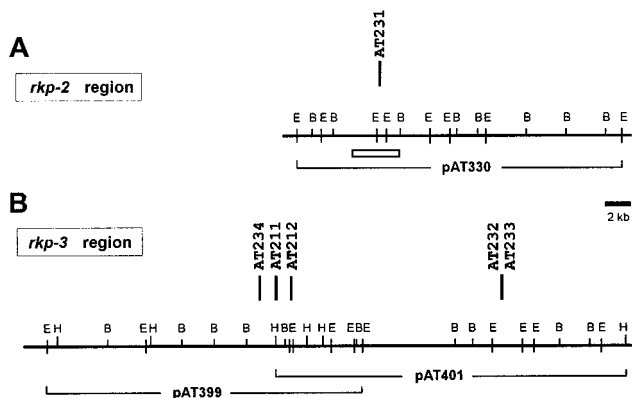 A
AT231
rkp-2 region
E B E B E E B E E B B E B B B E
pAT330
B
2 kb
rkp-3 region
AT234
AT211
AT212
AT232
AT233
E H B E H B B B H B E H H E E B E B B E E B B E H
pAT401
pAT399